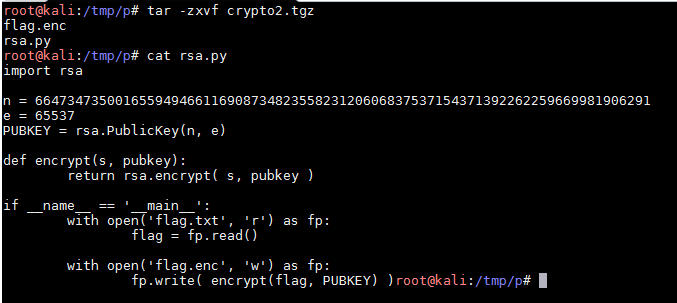 root@kali:/tmp/p# tar -zxvf crypto2.tgz
flag.enc
rsa.py
root@kali:/tmp/p# cat rsa.py
import rsa
n = 66473473500165594946611690873482355823120606837537154371392262259669981906291
e = 65537
PUBKEY = rsa.PublicKey(n, e)
def encrypt(s, pubkey):
        return rsa.encrypt( s, pubkey )
if __name__ == '__main__':
        with open('flag.txt', 'r') as fp:
                flag = fp.read()
        with open('flag.enc', 'w') as fp:
                fp.write( encrypt(flag, PUBKEY) )root@kali:/tmp/p#